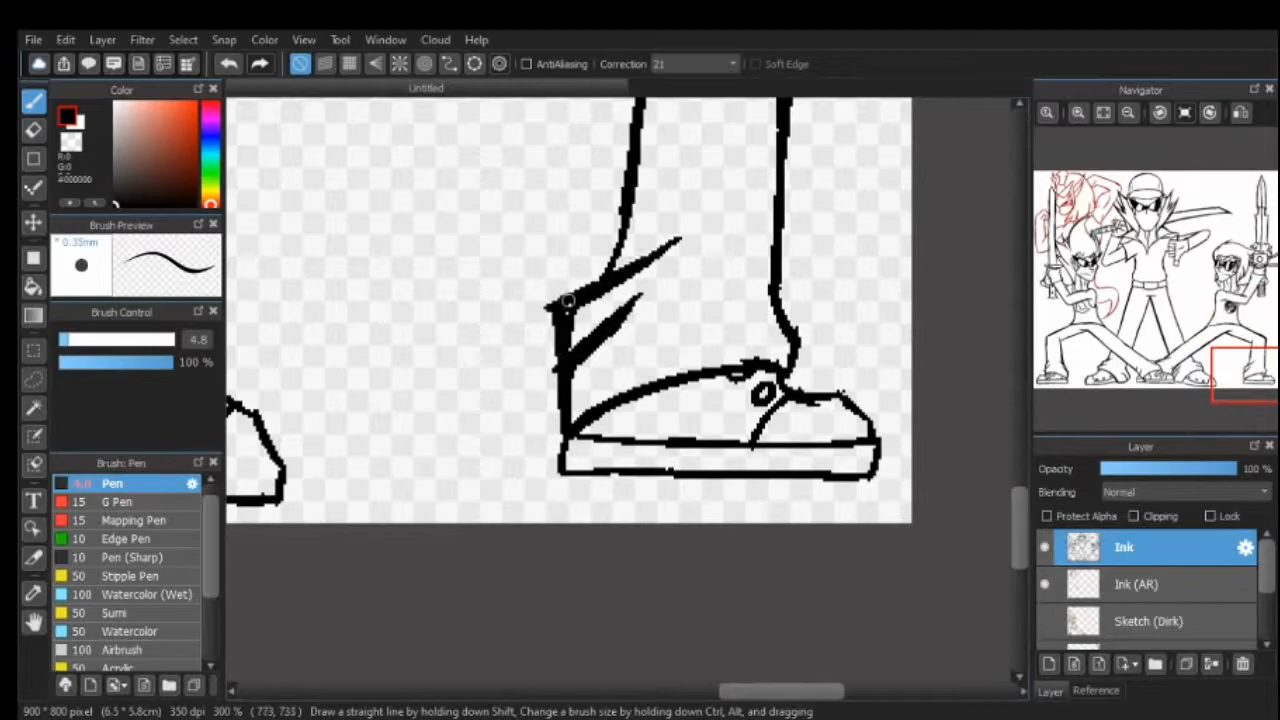 File Edit Layer Filter Select Snap Color View Tool Window Cloud Help
AntiAliasing Correction 21 Soft Edge
Color
Untitled
Navigator
R:0
G:0
#000000
Brush Preview
0.35mm
Brush Control
4.8
100 %
Brush: Pen
4.8 Pen
15 G Pen
15 Mapping Pen
10 Edge Pen
10 Pen (Sharp)
50 Stipple Pen
100 Watercolor (Wet)
50 Sumi
50 Watercolor
100 Airbrush
50 Acrylic
Layer
Opacity 100 %
Blending Normal
Protect Alpha Clipping Lock
Ink
Ink (AR)
Sketch (Dirk)
Layer Reference
900 * 800 pixel (6.5 * 5.8cm) 350 dpi 300 % ( 773, 733 ) Draw a straight line by holding down Shift, Change a brush size by holding down Ctrl, Alt, and dragging